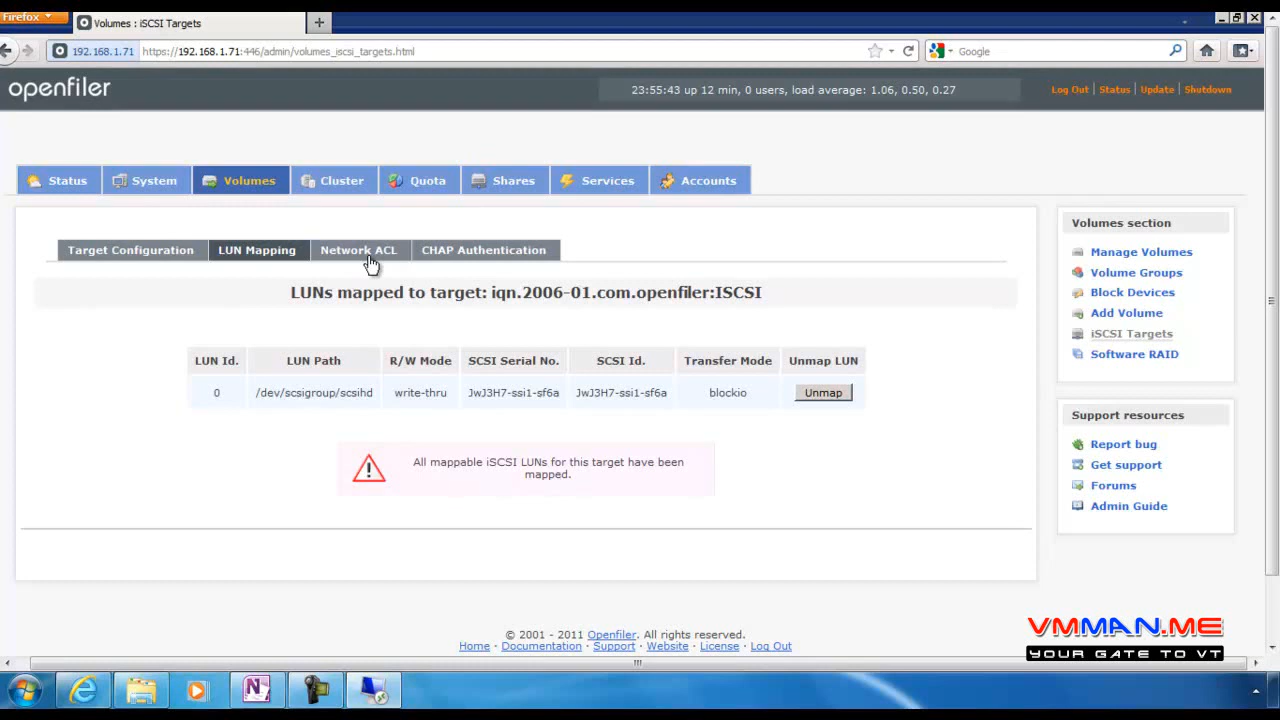 Firefox
Volumes : iSCSI Targets
192.168.1.71 https://192.168.1.71:446/admin/volumes_iscsi_targets.html
Google
openfiler
23:55:43 up 12 min, 0 users, load average: 1.06, 0.50, 0.27
Log Out | Status | Update | Shutdown
Status System Volumes Cluster Quota Shares Services Accounts
Target Configuration LUN Mapping Network ACL CHAP Authentication
LUNs mapped to target: iqn.2006-01.com.openfiler:ISCSI
LUN Id. LUN Path R/W Mode SCSI Serial No. SCSI Id. Transfer Mode Unmap LUN
0 /dev/scsigroup/scsihd write-thru JwJ3H7-ssi1-sf6a JwJ3H7-ssi1-sf6a blockio Unmap
All mappable iSCSI LUNs for this target have been
mapped.
Volumes section
Manage Volumes
Volume Groups
Block Devices
Add Volume
iSCSI Targets
Software RAID
Support resources
Report bug
Get support
Forums
Admin Guide
© 2001 - 2011 Openfiler. All rights reserved.
Home · Documentation · Support · Website · License · Log Out
VMMAN.ME
YOUR GATE TO VT